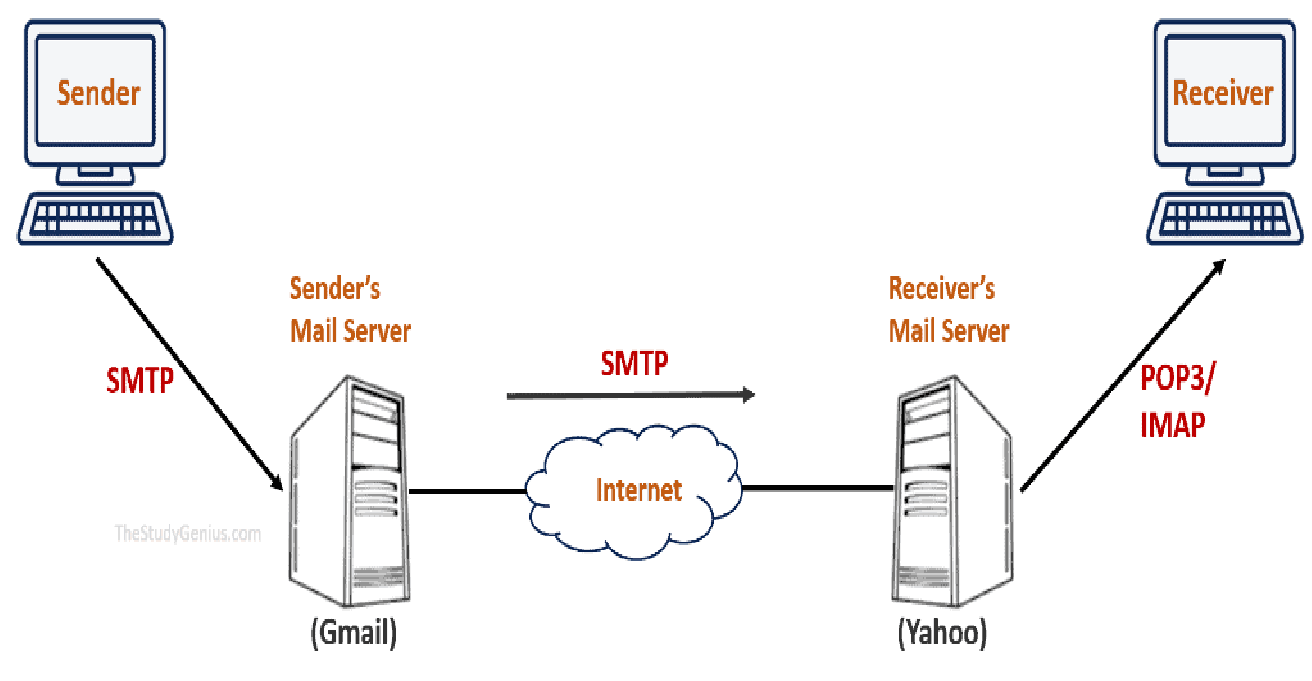 Sender
Receiver
Sender's
Mail Server
Receiver's
Mail Server
SMTP
SMTP
POP3/
IMAP
Internet
TheStudyGenius.com
(Gmail)
(Yahoo)